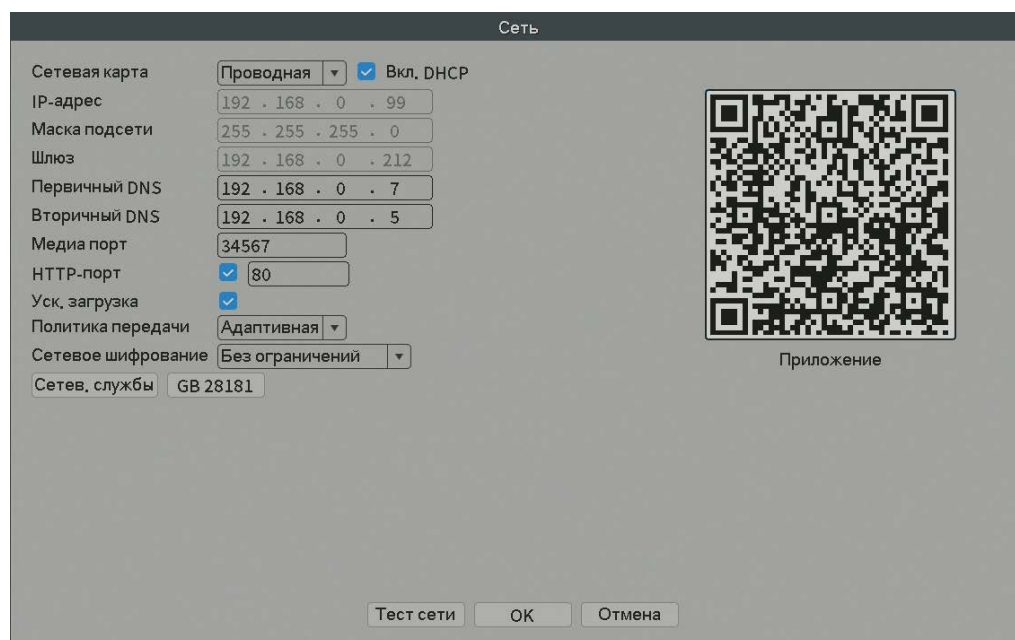 Сеть
Сетевая карта Проводная Вкл. DHCP
IP-адрес 192 . 168 . 0 . 99
Маска подсети 255 . 255 . 255 . 0
Шлюз 192 . 168 . 0 . 212
Первичный DNS 192 . 168 . 0 . 7
Вторичный DNS 192 . 168 . 0 . 5
Медиа порт 34567
HTTP-порт 80
Уск. загрузка
Политика передачи Адаптивная
Сетевое шифрование Без ограничений
Приложение
Сетев. службы GB 28181
Тест сети OK Отмена